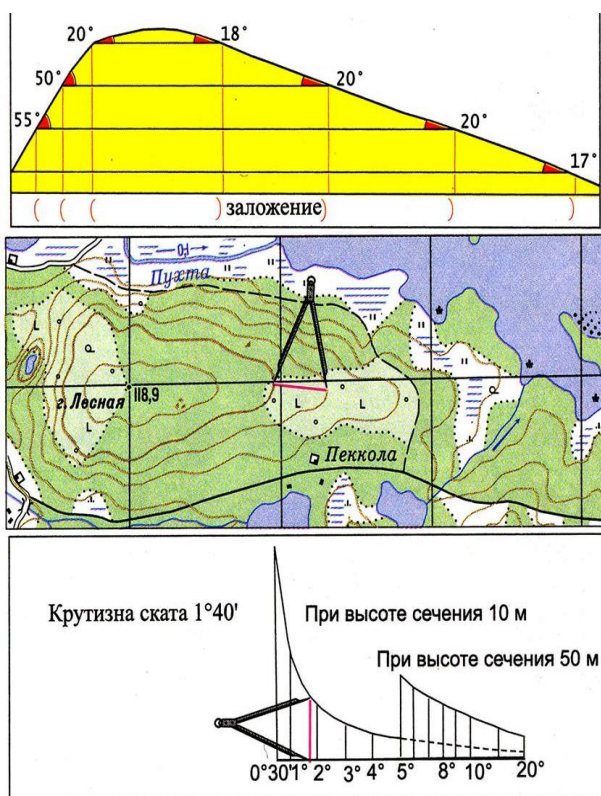 20° 18°
50° 20°
55° 20°
17°
( ( ( ) заложение) ) )
Пухта
L
L
г. Лесная 118,9
L L
L
Пеккола
Крутизна ската 1°40' При высоте сечения 10 м
При высоте сечения 50 м
0°30'1° 2° 3° 4° 5° 8° 10° 20°